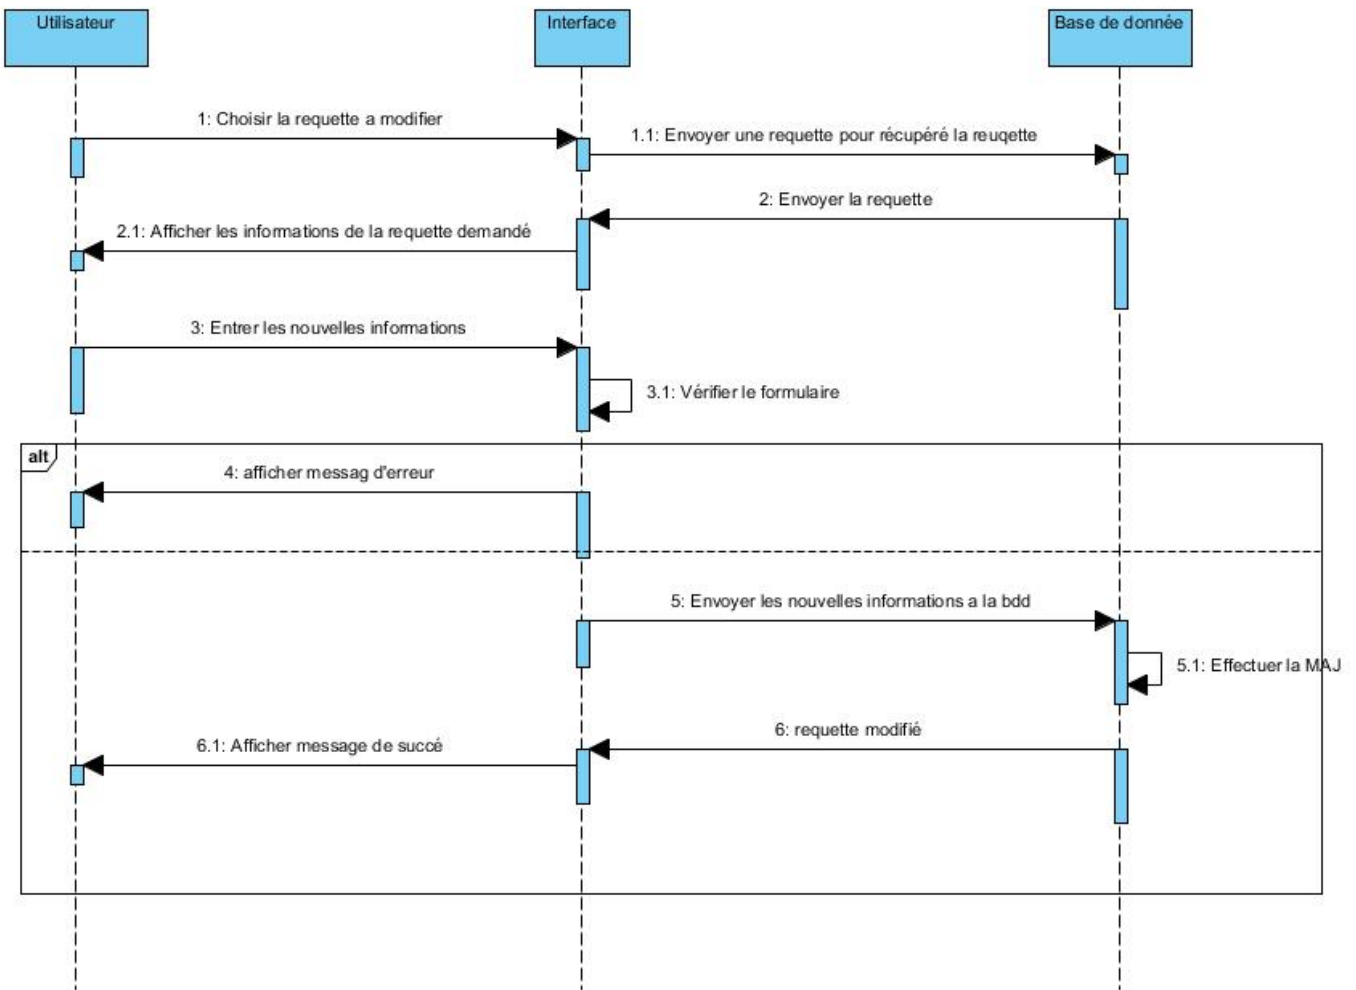 Utilisateur
Interface
Base de donnée
1: Choisir la requette a modifier
1.1: Envoyer une requette pour récupéré la reuqette
2: Envoyer la requette
2.1: Afficher les informations de la requette demandé
3: Entrer les nouvelles informations
3.1: Vérifier le formulaire
alt
4: afficher messag d'erreur
5: Envoyer les nouvelles informations a la bdd
5.1: Effectuer la MAJ
6: requette modifié
6.1: Afficher message de succé